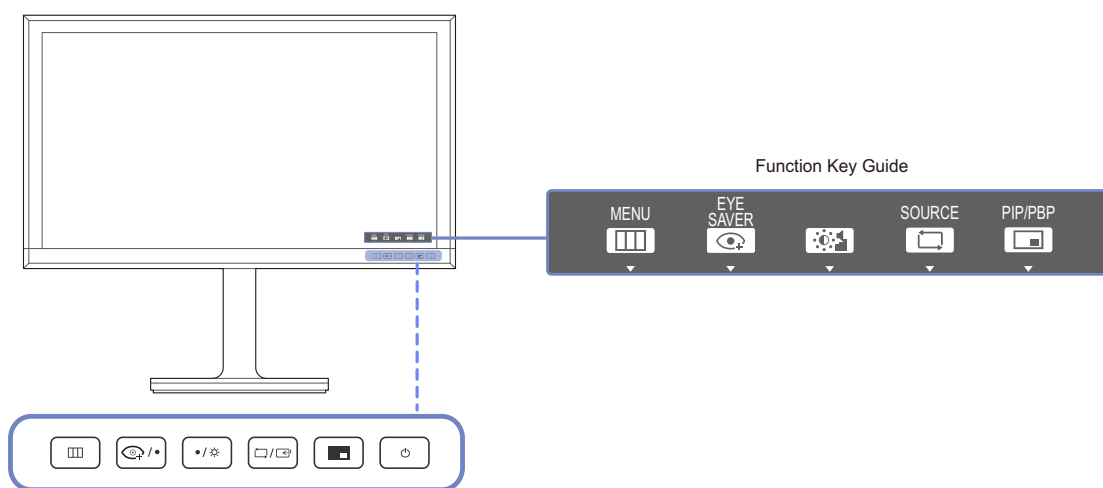 Function Key Guide
MENU
EYE
SAVER
SOURCE
PIP/PBP